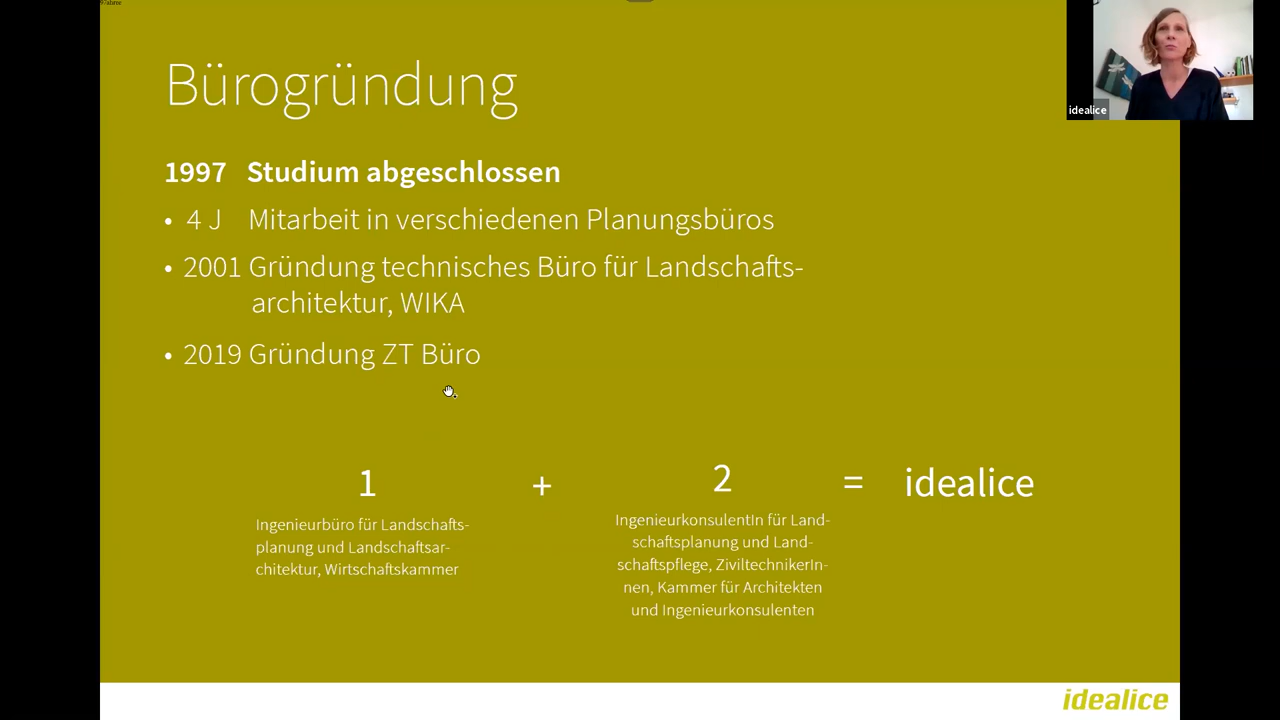 Bürogründung
1997 Studium abgeschlossen
• 4 J Mitarbeit in verschiedenen Planungsbüros
• 2001 Gründung technisches Büro für Landschafts-
architektur, WIKA
• 2019 Gründung ZT Büro
1 + 2 = idealice
Ingenieurbüro für Landschafts-
planung und Landschaftsar-
chitektur, Wirtschaftskammer
IngenieurkonsulentIn für Land-
schaftsplanung und Land-
schaftspflege, ZiviltechnikerIn-
nen, Kammer für Architekten
und Ingenieurkonsulenten
idealice
idealice